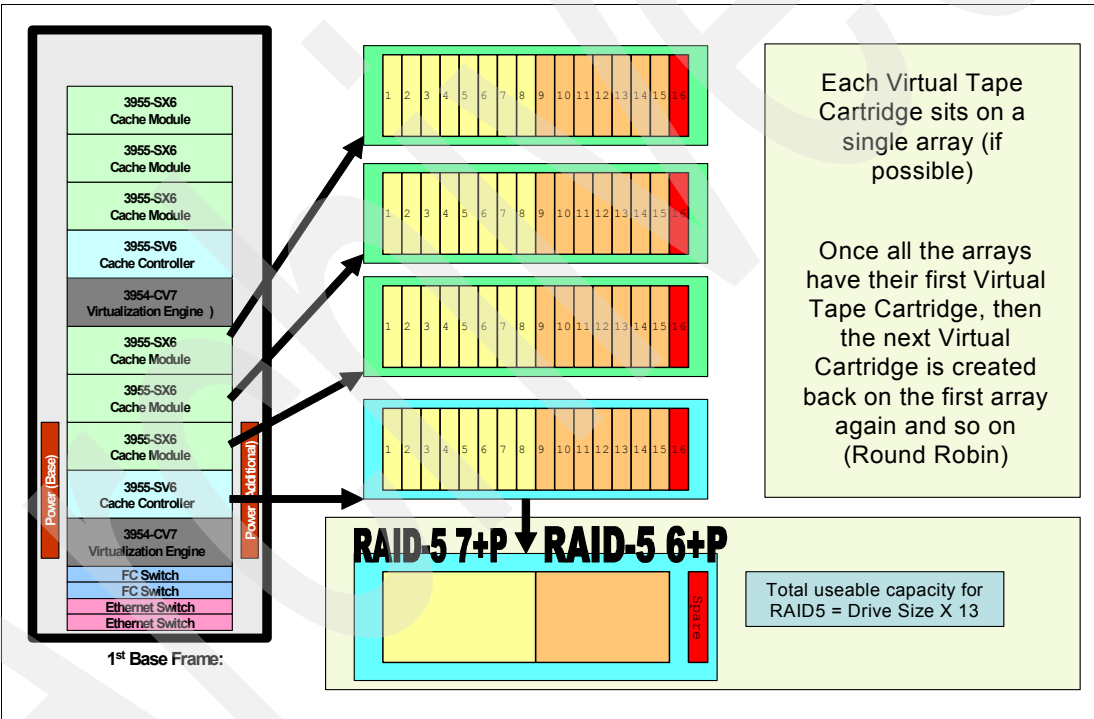 3955-SX6
Cache Module
3955-SX6
Cache Module
3955-SX6
Cache Module
3955-SV6
Cache Controller
3954-CV7
Virtualization Engine )
3955-SX6
Cache Module
3955-SX6
Cache Module
3955-SX6
Cache Module
3955-SV6
Cache Controller
3954-CV7
Virtualization Engine
FC Switch
FC Switch
Ethernet Switch
Ethernet Switch
Power (Base)
Power (Additional)
1st Base Frame:
1 2 3 4 5 6 7 8 9 10 11 12 13 14 15 16
1 2 3 4 5 6 7 8 9 10 11 12 13 14 15 16
1 2 3 4 5 6 7 8 9 10 11 12 13 14 15 16
1 2 3 4 5 6 7 8 9 10 11 12 13 14 15 16
RAID-5 7+P RAID-5 6+P
Spare
Each Virtual Tape
Cartridge sits on a
single array (if
possible)
Once all the arrays
have their first Virtual
Tape Cartridge, then
the next Virtual
Cartridge is created
back on the first array
again and so on
(Round Robin)
Total useable capacity for
RAID5 = Drive Size X 13